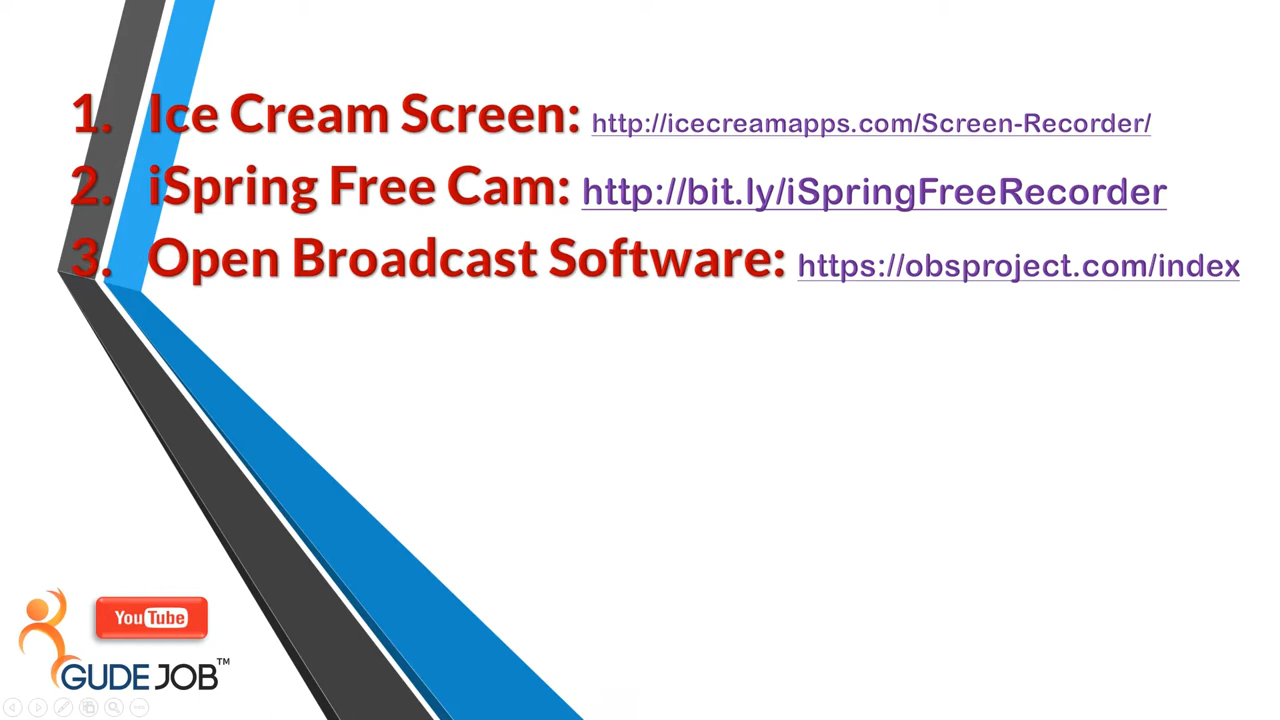 1. Ice Cream Screen: http://icecreamapps.com/Screen-Recorder/
2. iSpring Free Cam: http://bit.ly/iSpringFreeRecorder
3. Open Broadcast Software: https://obsproject.com/index
YouTube
GUDE JOB™